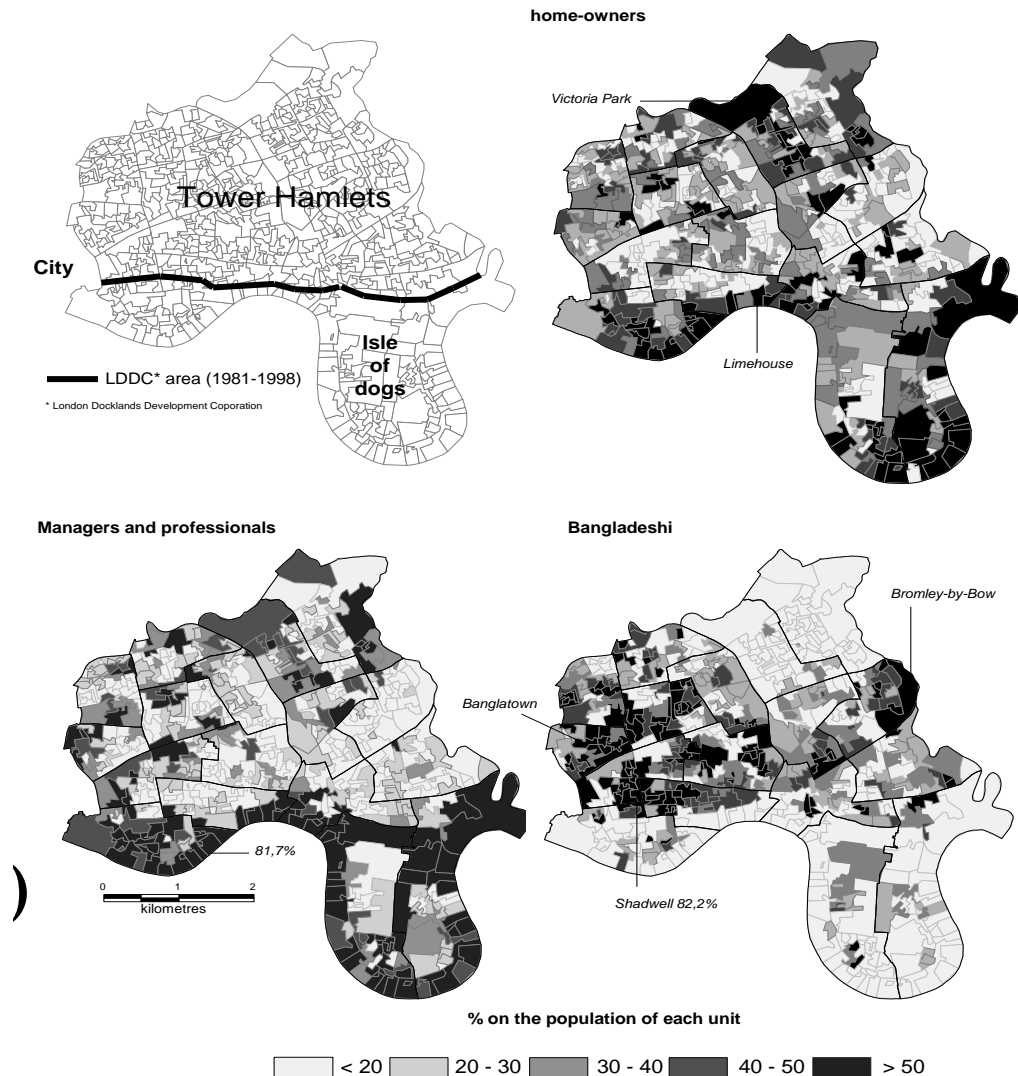 home-owners
Victoria Park
Tower Hamlets
City
Isle
of
dogs
Limehouse
LDDC* area (1981-1998)
* London Docklands Development Coporation
Managers and professionals
Bangladeshi
Bromley-by-Bow
Banglatown
81,7%
)
0 1 2
kilometres
Shadwell 82,2%
% on the population of each unit
< 20 20 - 30 30 - 40 40 - 50 > 50